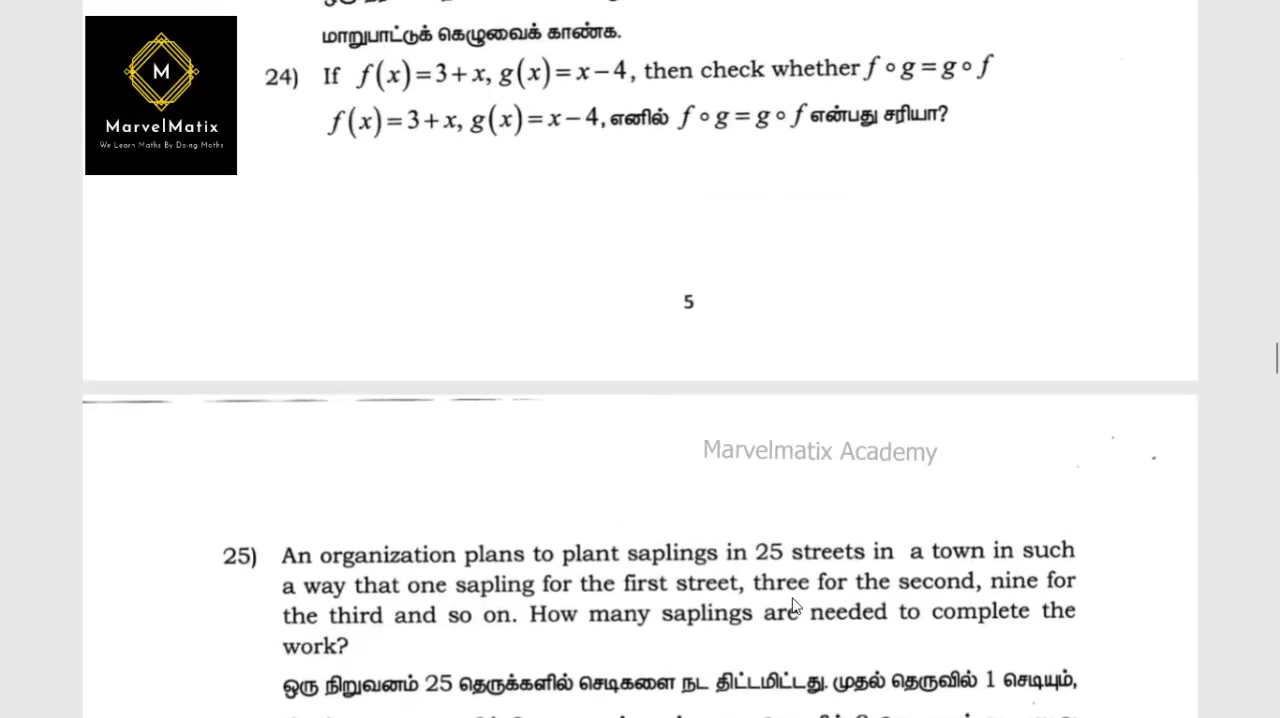 மாறுபாட்டுக் கெழுவைக் காண்க.
M
MarvelMatix
We Learn Maths By Doing Maths
24) If f(x)=3+x, g(x)=x−4, then check whether f∘g=g∘f
f(x)=3+x, g(x)=x−4, எனில் f∘g=g∘f என்பது சரியா?
5
Marvelmatix Academy
25) An organization plans to plant saplings in 25 streets in a town in such
a way that one sapling for the first street, three for the second, nine for
the third and so on. How many saplings are needed to complete the
work?
ஒரு நிறுவனம் 25 தெருக்களில் செடிகளை நட திட்டமிட்டது. முதல் தெருவில் 1 செடியும்,